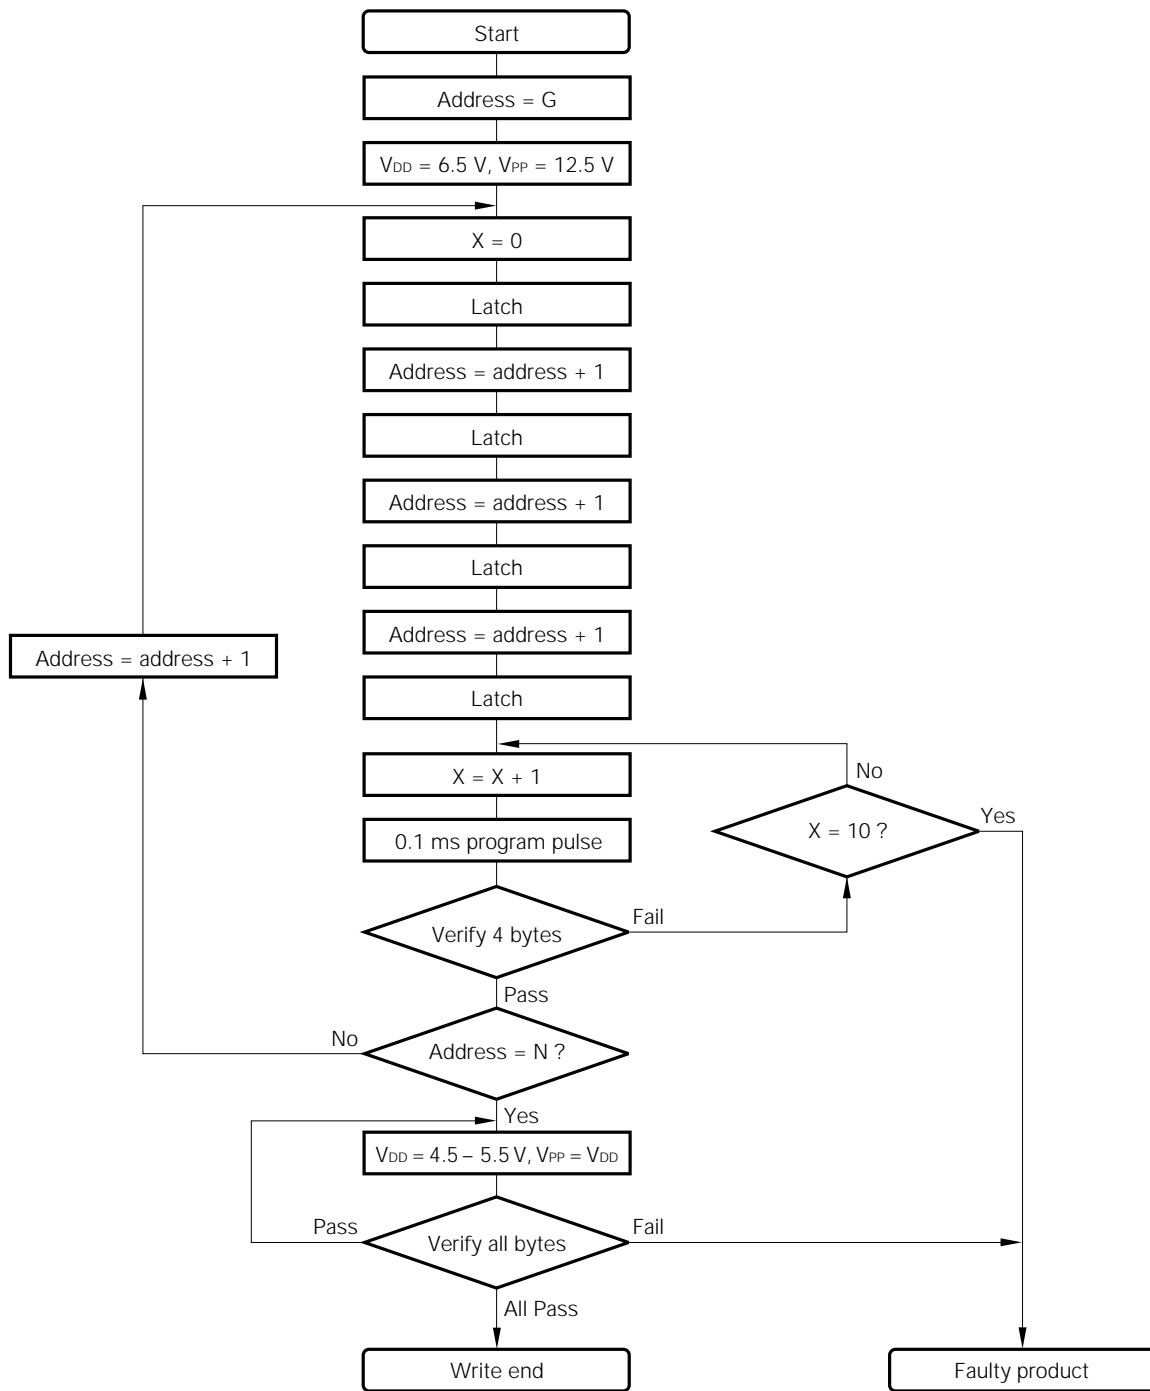 Start
Address = G
VDD = 6.5 V, VPP = 12.5 V
X = 0
Latch
Address = address + 1
Latch
Address = address + 1
Latch
Address = address + 1
Address = address + 1
Latch
X = X + 1
No
X = 10 ?
Yes
0.1 ms program pulse
Verify 4 bytes
Fail
Pass
No
Address = N ?
Yes
VDD = 4.5 – 5.5 V, VPP = VDD
Pass
Verify all bytes
Fail
All Pass
Write end
Faulty product